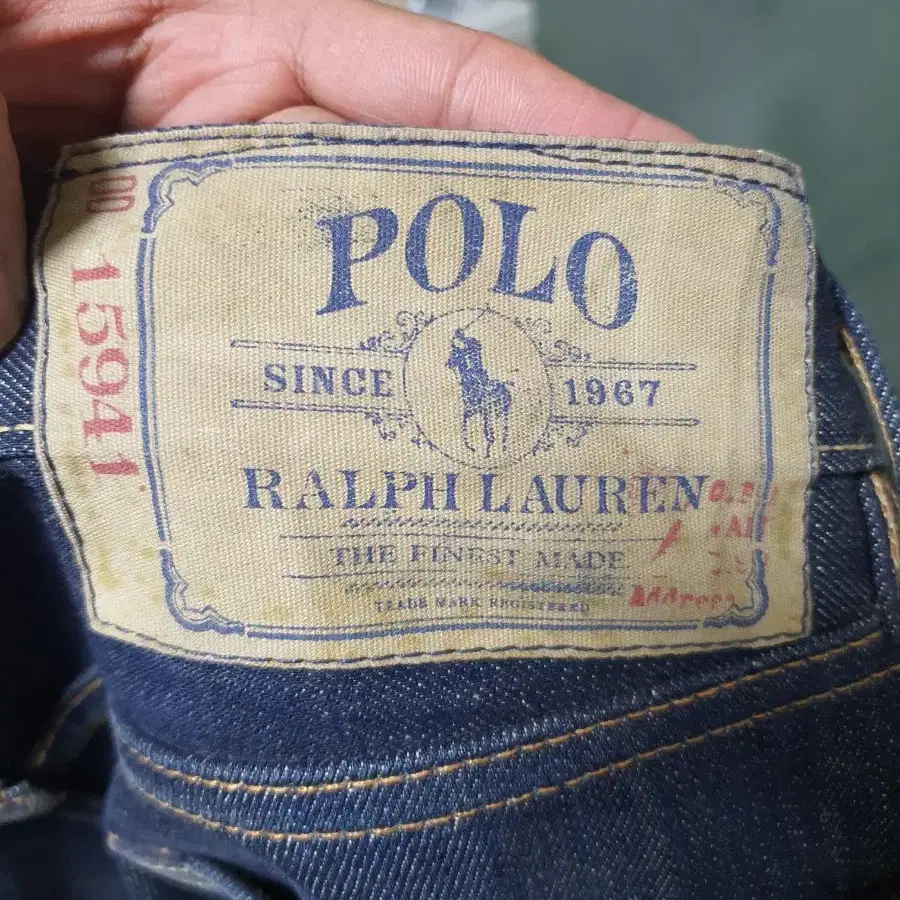 POLO
SINCE 1967
RALPH LAUREN
THE FINEST MADE
TRADE MARK REGISTERED
15941